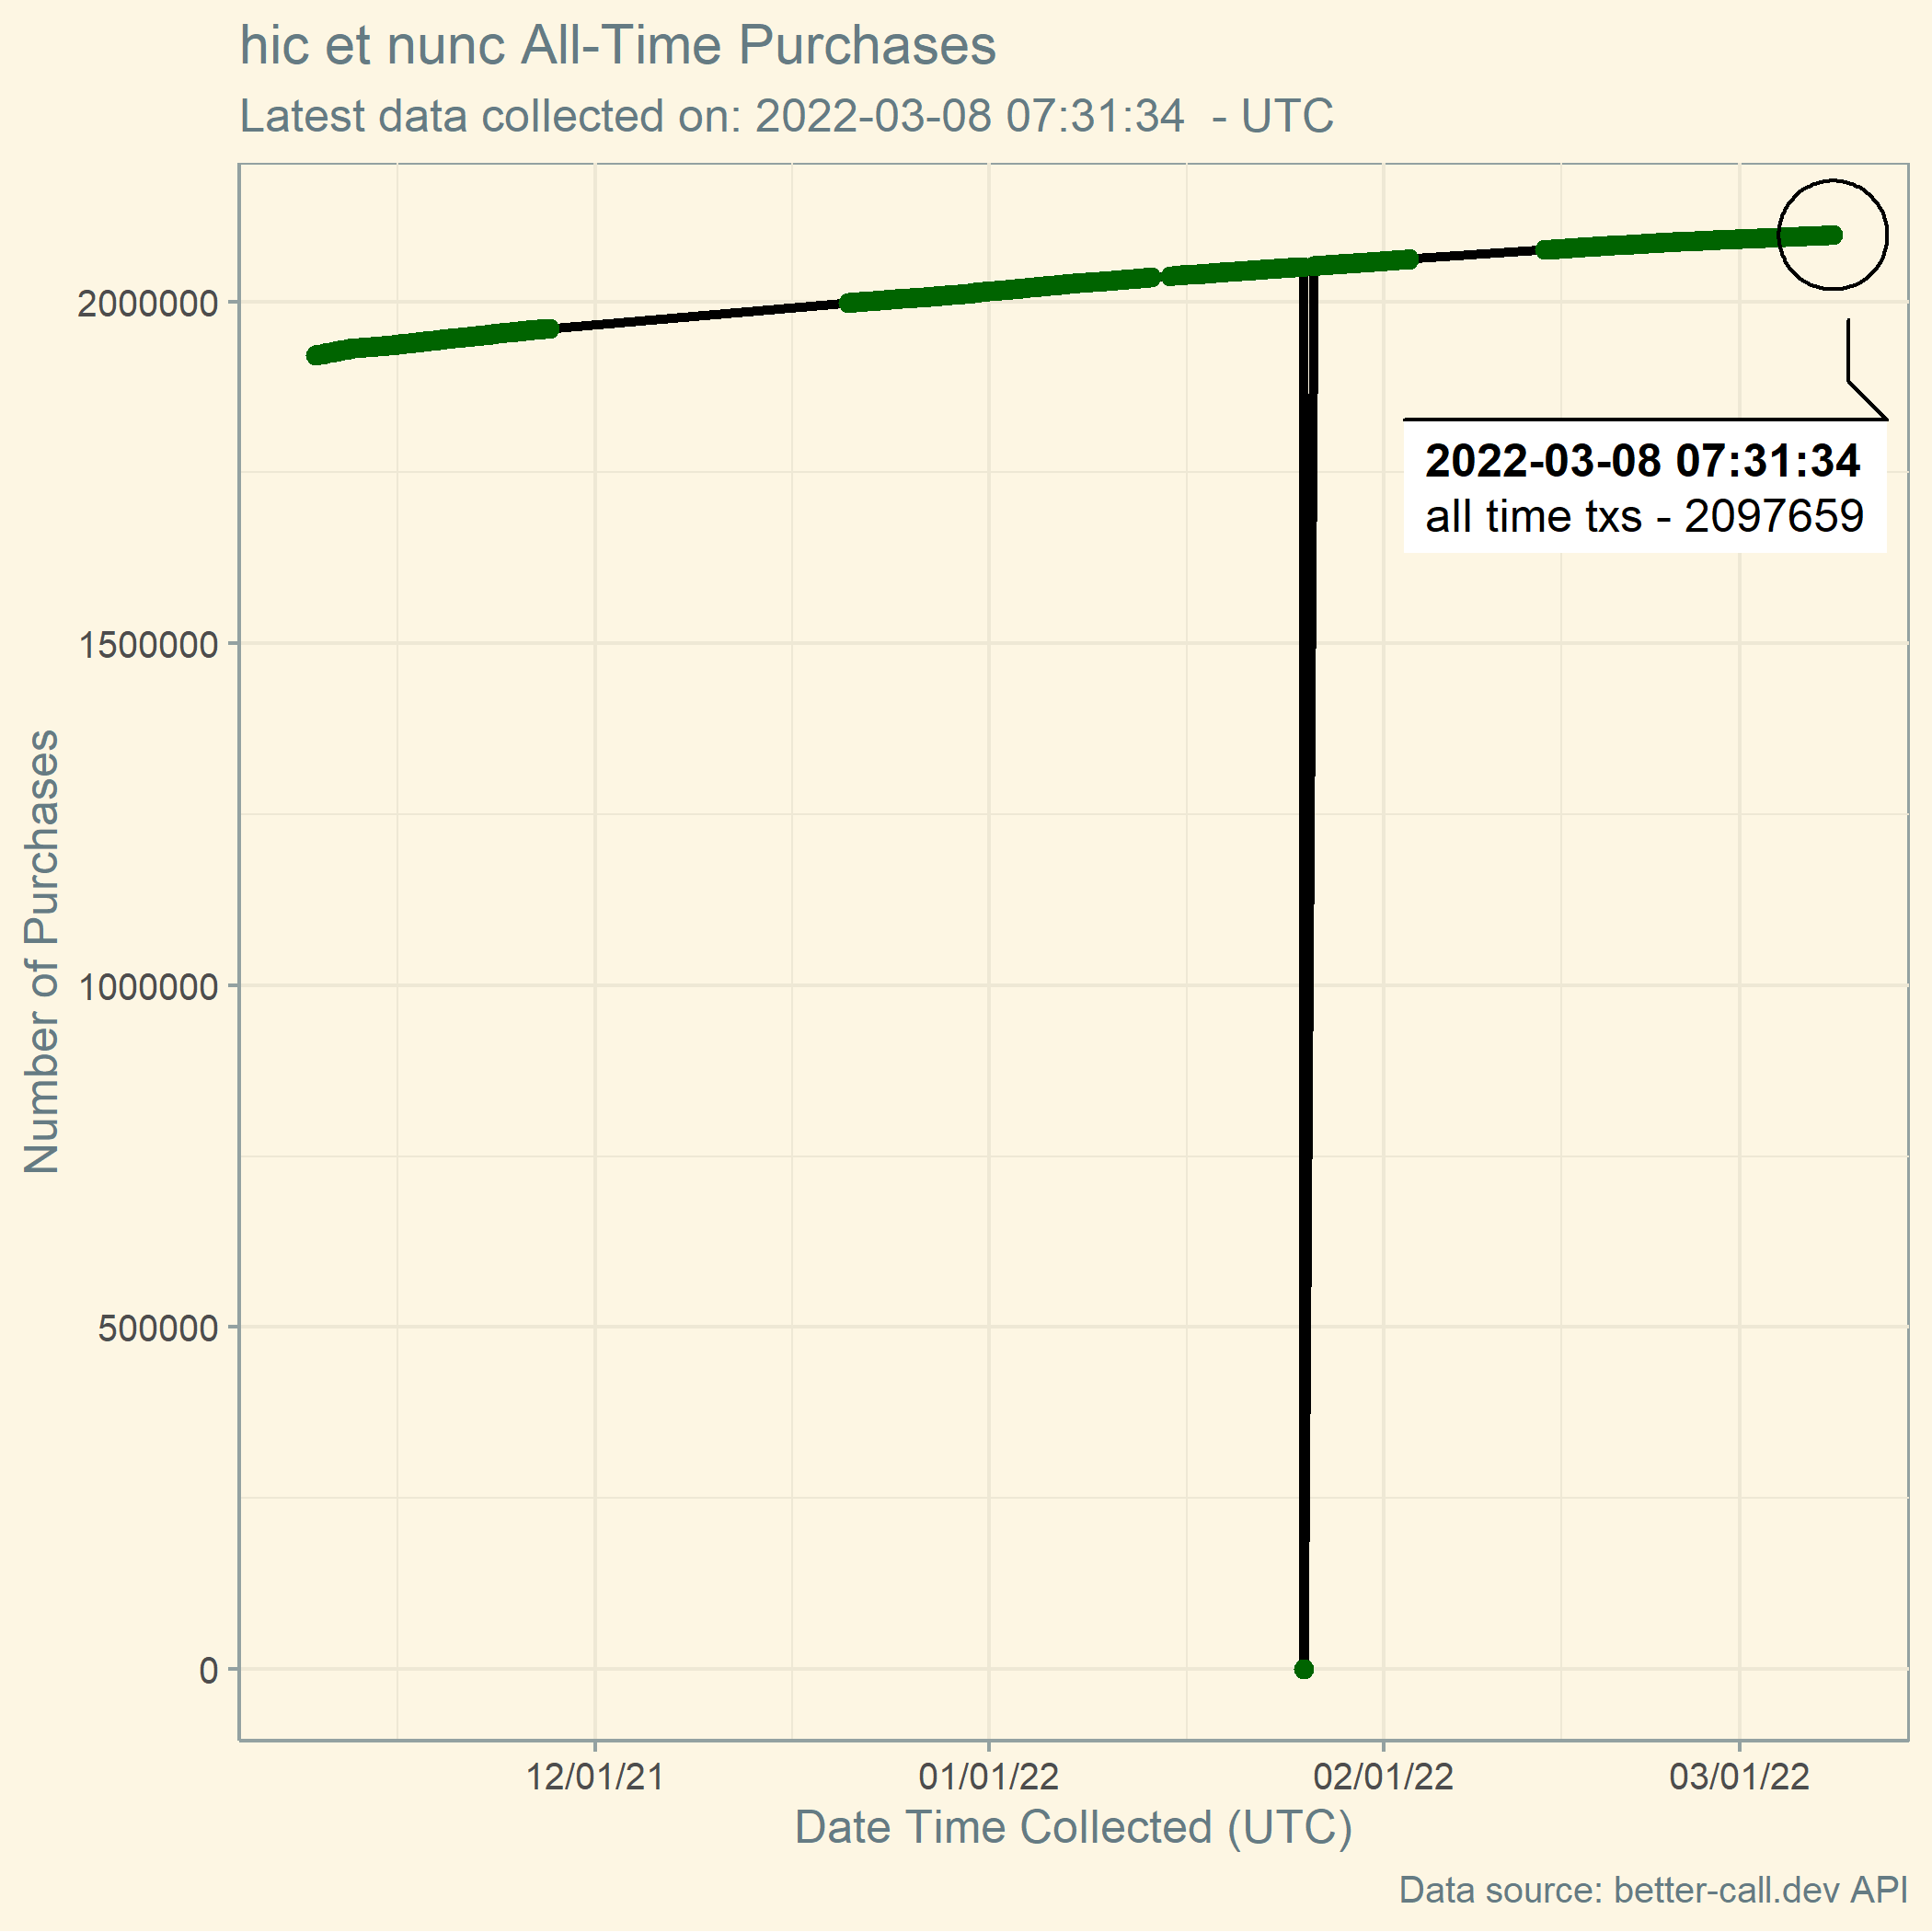 hic et nunc All-Time Purchases
Latest data collected on: 2022-03-08 07:31:34  - UTC
2022-03-08 07:31:34
all time txs - 2097659
Number of Purchases
2000000
1500000
1000000
500000
0
12/01/21
01/01/22
02/01/22
03/01/22
Date Time Collected (UTC)
Data source: better-call.dev API